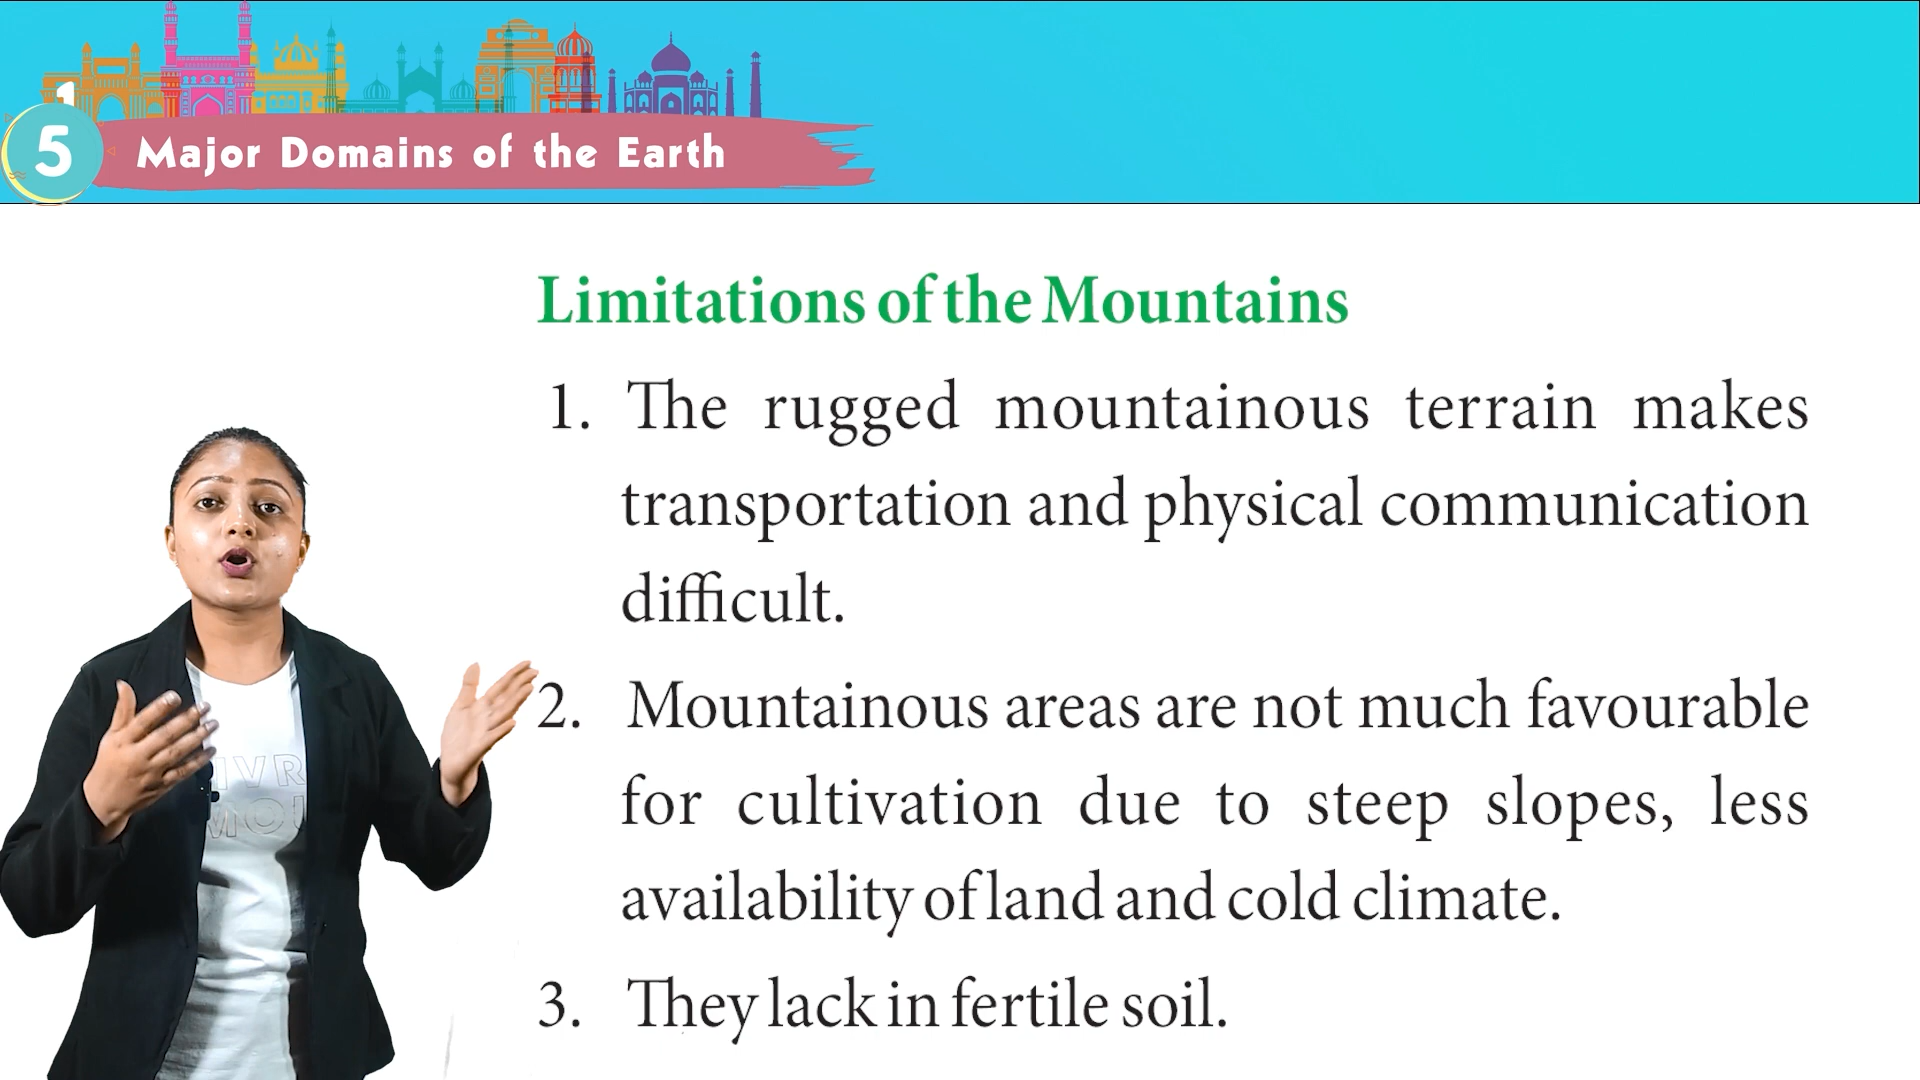 5
Major Domains of the Earth
Limitations of the Mountains
1. The rugged mountainous terrain makes
transportation and physical communication
difficult.
2. Mountainous areas are not much favourable
for cultivation due to steep slopes, less
availability of land and cold climate.
3. They lack in fertile soil.